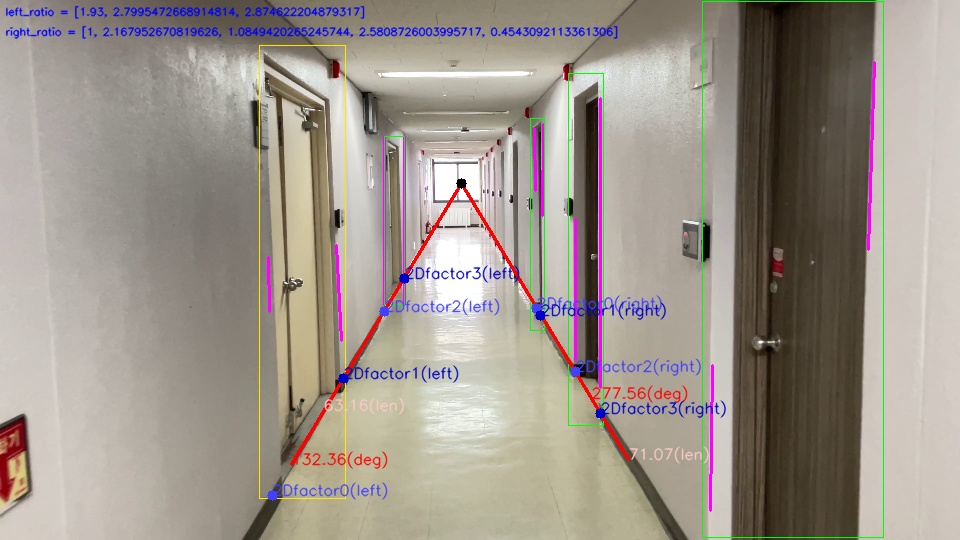 left_ratio = [1.93, 2.7995472668914814, 2.874622204879317]
right_ratio = [1, 2.167952670819626, 1.0849420265245744, 2.5808726003995717, 0.4543092113361306]
2Dfactor3(left)
2Dfactor0(right)
2Dfactor2(left)
2Dfactor1(right)
2Dfactor2(right)
2Dfactor1(left)
277.56(deg)
63.16(len)
2Dfactor3(right)
71.07(len)
132.36(deg)
2Dfactor0(left)